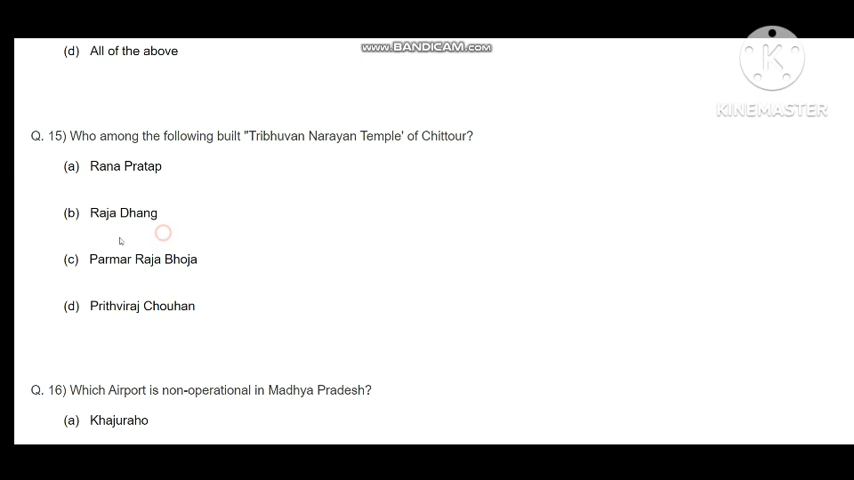 (d) All of the above
www.BANDICAM.com
K
KINEMASTER
Q. 15) Who among the following built "Tribhuvan Narayan Temple' of Chittour?
(a) Rana Pratap
(b) Raja Dhang
(c) Parmar Raja Bhoja
(d) Prithviraj Chouhan
Q. 16) Which Airport is non-operational in Madhya Pradesh?
(a) Khajuraho